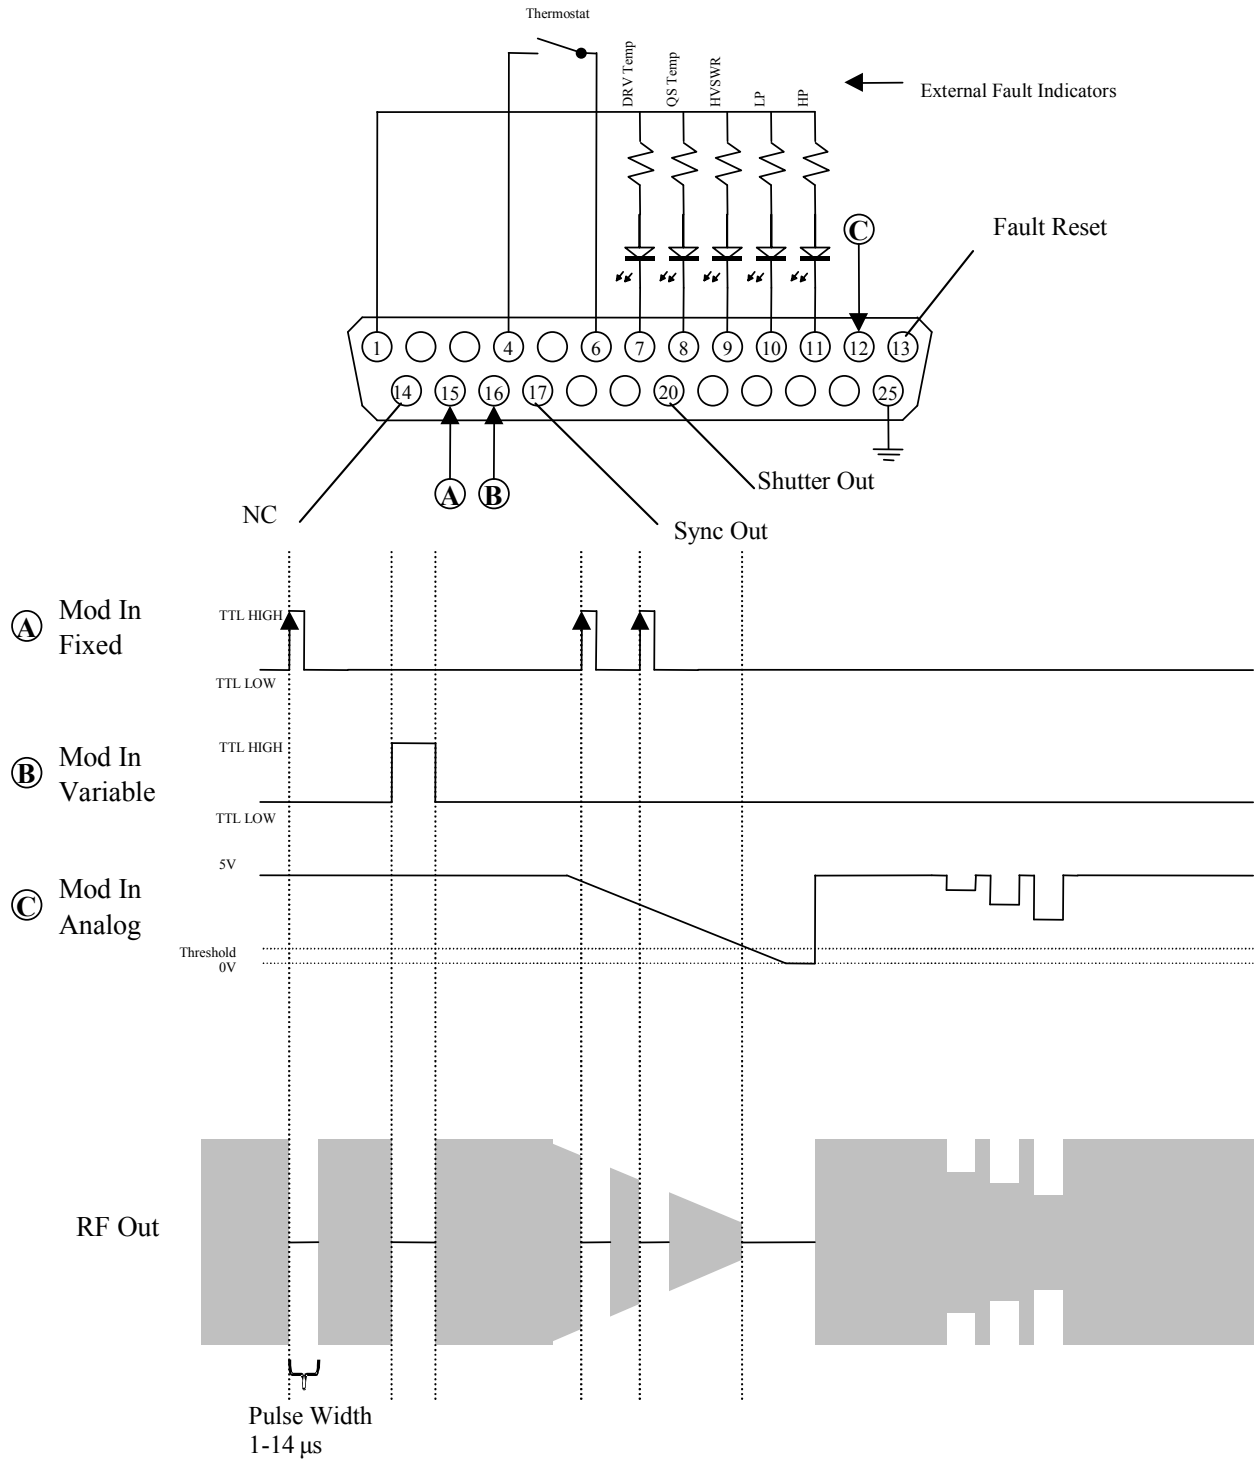 Thermostat
DRV Temp
QS Temp
HVSWR
LP
HP
External Fault Indicators
C
Fault Reset
1
4
6
7
8
9
10
11
12
13
14
15
16
17
20
25
A
B
Shutter Out
NC
Sync Out
A
Mod In
Fixed
TTL HIGH
TTL LOW
B
Mod In
Variable
TTL HIGH
TTL LOW
C
Mod In
Analog
5V
Threshold
0V
RF Out
Pulse Width
1-14 μs